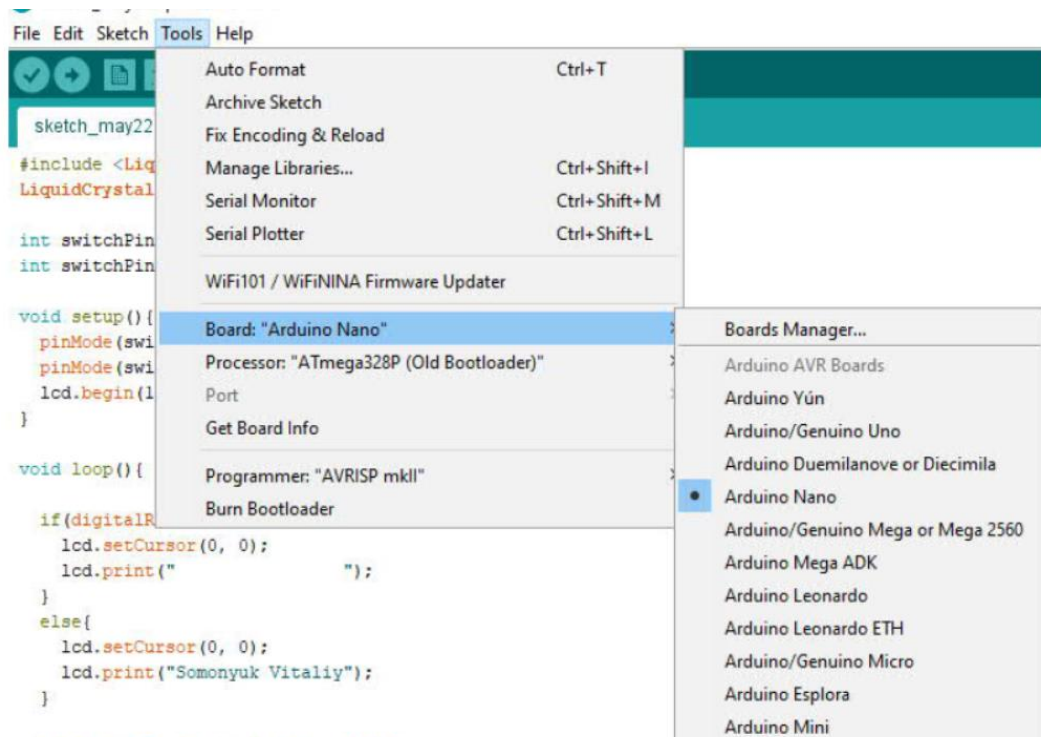 File Edit Sketch Tools Help
Auto Format Ctrl+T
Archive Sketch
Fix Encoding & Reload
Manage Libraries... Ctrl+Shift+I
Serial Monitor Ctrl+Shift+M
Serial Plotter Ctrl+Shift+L
WiFi101 / WiFiNINA Firmware Updater
Board: "Arduino Nano"
Processor: "ATmega328P (Old Bootloader)"
Port
Get Board Info
Programmer: "AVRISP mkII"
Burn Bootloader
Boards Manager...
Arduino AVR Boards
Arduino Yún
Arduino/Genuino Uno
Arduino Duemilanove or Diecimila
Arduino Nano
Arduino/Genuino Mega or Mega 2560
Arduino Mega ADK
Arduino Leonardo
Arduino Leonardo ETH
Arduino/Genuino Micro
Arduino Esplora
Arduino Mini
sketch_may22
#include <Liq
LiquidCrystal
int switchPin
int switchPin
void setup(){
pinMode(swi
pinMode(swi
lcd.begin(l
}
void loop(){
if(digitalR
lcd.setCursor(0, 0);
lcd.print("                ");
}
else{
lcd.setCursor(0, 0);
lcd.print("Somonyuk Vitaliy");
}